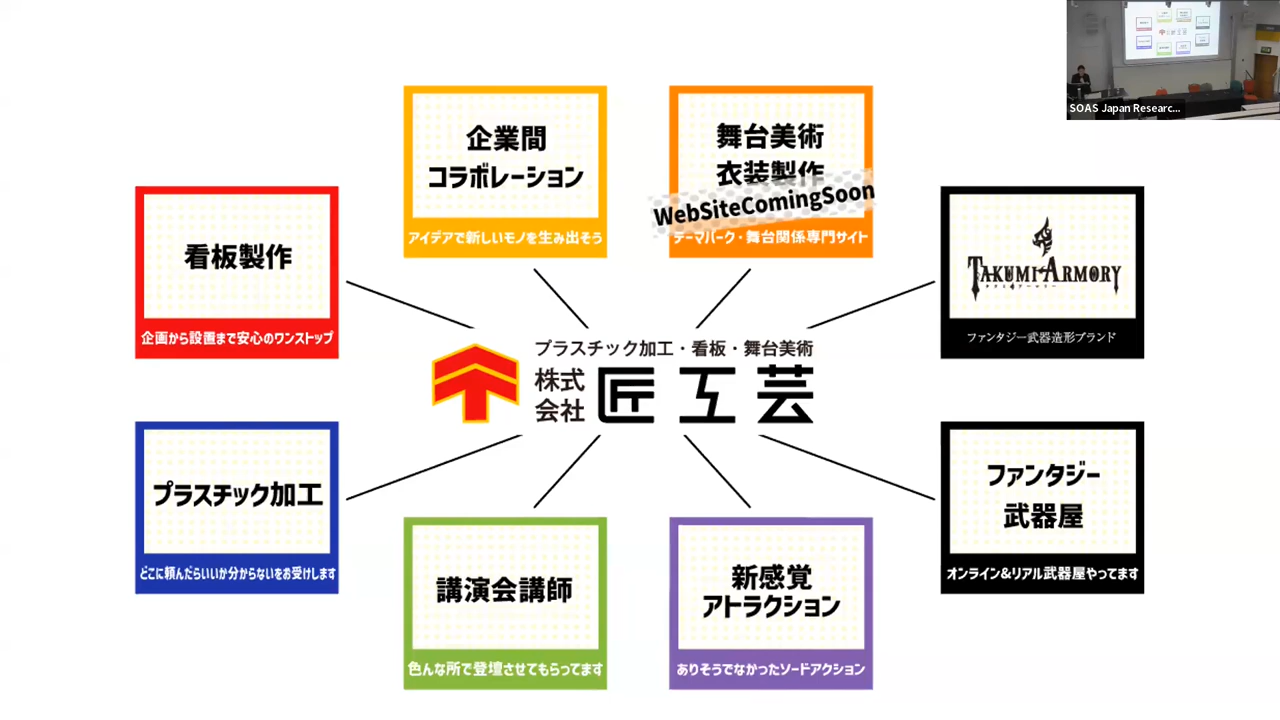 SOAS Japan Researc...
企業間
コラボレーション
アイデアで新しいモノを生み出そう
舞台美術
衣装製作
WebSiteComingSoon
テーマパーク・舞台関係専門サイト
看板製作
企画から設置まで安心のワンストップ
TAKUMI ARMORY
タクミアーマリー
ファンタジー武器造形ブランド
プラスチック加工・看板・舞台美術
株式会社 匠工芸
プラスチック加工
どこに頼んだらいいか分からないをお受けします
ファンタジー
武器屋
オンライン&リアル武器屋やってます
講演会講師
色んな所で登壇させてもらってます
新感覚
アトラクション
ありそうでなかったソードアクション